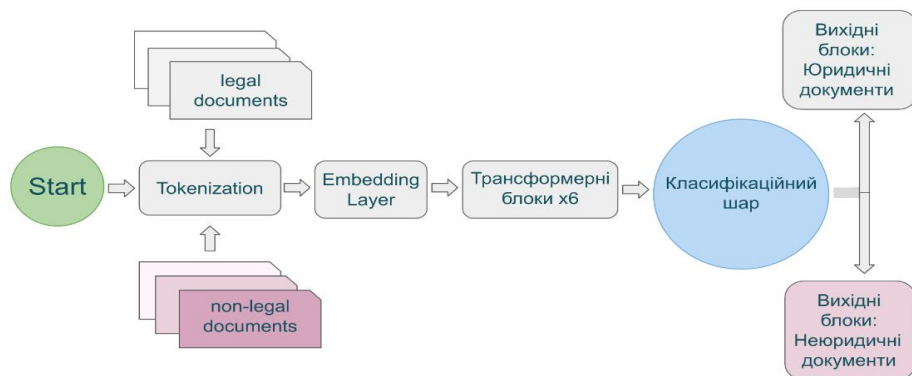 legal
documents
Start
Tokenization
Embedding
Layer
Трансформерні
блоки х6
Класифікаційний
шар
Вихідні
блоки:
Юридичні
документи
non-legal
documents
Вихідні
блоки:
Неюридичні
документи